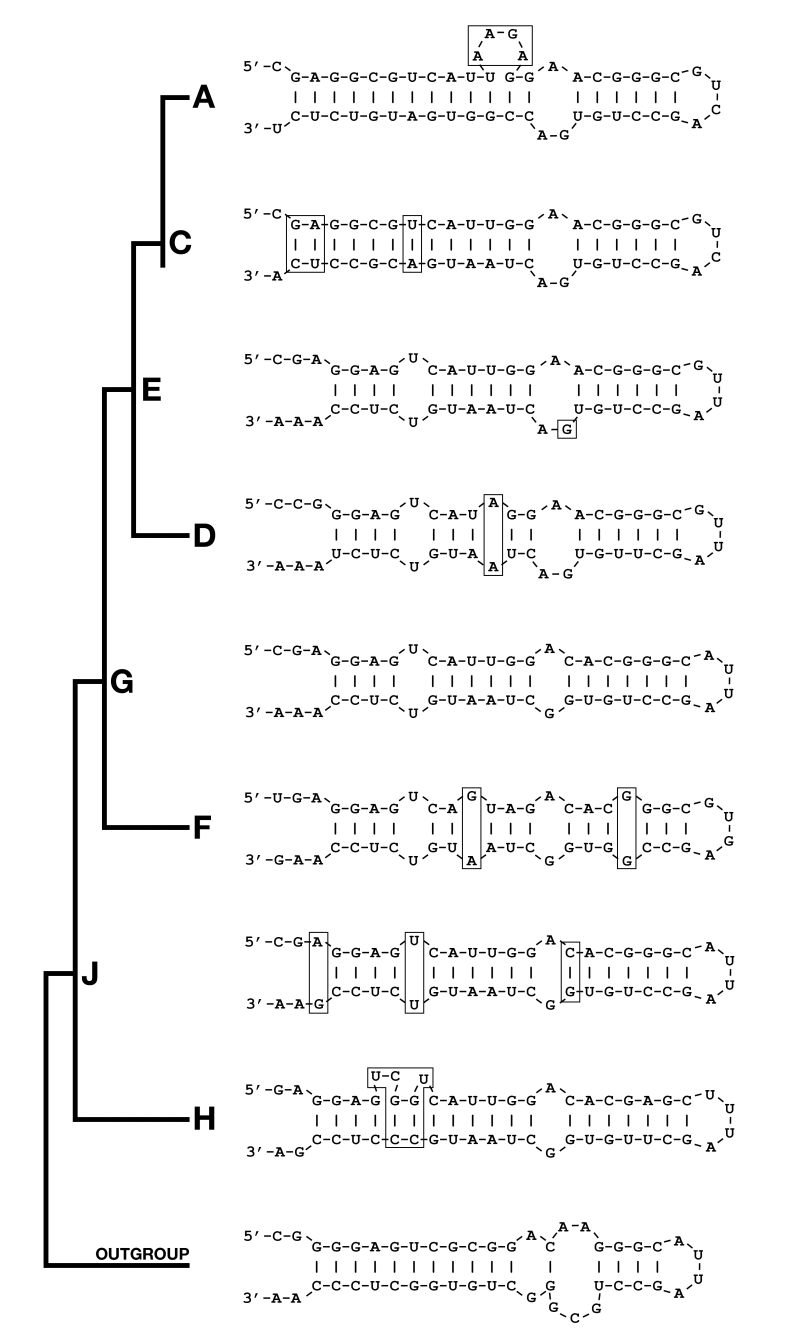 A-G
A A
5'-C G-A-G-G-C-G-U-C-A-U-U G-G A A-C-G-G-G-C G
U
A
C
3'-U C-U-C-U-G-U-A-G-U-G-G-C-C A-G U-G-U-C-C-G A
5'-C G-A-G-G-C-G-U-C-A-U-U-G-G A A-C-G-G-G-C G
U
C
C
3'-A C-U-C-C-G-C-A-G-U-A-A-U-C A-G U-G-U-C-C-G A
5'-C-G-A G-G-A-G U C-A-U-U-G-G A A-C-G-G-G-C G
U
E
U
3'-A-A-A C-C-U-C U G-U-A-A-U-C A-G U-G-U-C-C-G A
5'-C-C-G G-G-A-G U C-A-U A G-G A A-C-G-G-G-C G
U
D
U
3'-A-A-A U-C-U-C U G-U-A A U-C A-G U-G-U-U-C-G A
5'-C-G-A G-G-A-G U C-A-U-U-G-G A C-A-C-G-G-G-C A
U
G
U
3'-A-A-A C-C-U-C U G-U-A-A-U-C G G-U-G-U-C-C-G A
5'-U-G-A G-G-A-G U C-A G U-A-G A C-A-C G G-G-C G
U
F
G
3'-G-A-A C-C-U-C U G-U A A-U-C G G-U-G G C-C-G A
5'-C-G-A G-G-A-G U C-A-U-U-G-G A C-A-C-G-G-G-C A
U
J
U
3'-A-A-G C-C-U-C U G-U-A-A-U-C G G-U-G-U-C-C-G A
U-C U
5'-G-A G-G-A-G G-G C-A-U-U-G-G A C-A-C-G-A-G-C U
U
H
U
3'-A-G C-C-U-C-C-C-G-U-A-A-U-C G G-U-G-U-U-C-G A
5'-C-G G-G-G-A-G-U-C-G-C-G-G A C A-A G-G-G-C A
U
OUTGROUP
U
3'-A-A C-C-C-U-C-G-G-U-G-U-C G G G C G U-C-C-G A